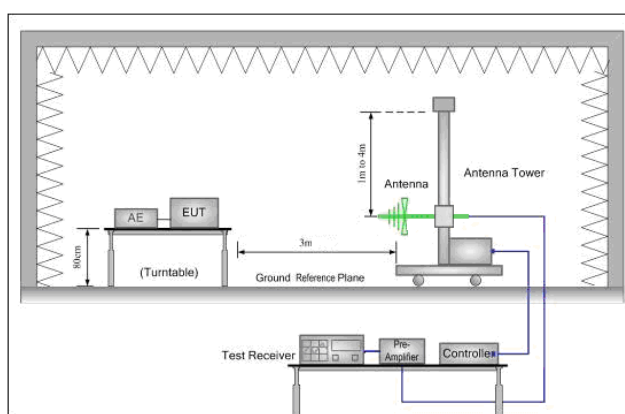 1m to 4m
Antenna Tower
Antenna
AE
EUT
80cm
(Turntable)
3m
Ground Reference Plane
Test Receiver
Pre-
Amplifier
Controller